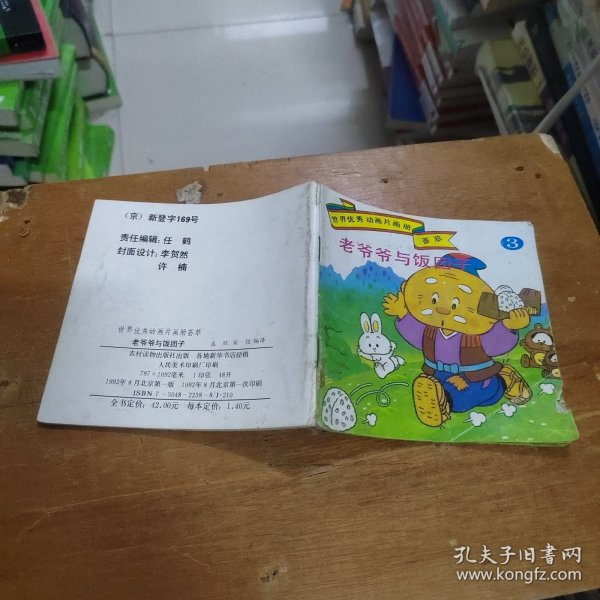 (京)新登字169号
责任编辑:任 鹤
封面设计:李贺然
许 楠
世界优秀动画片画册荟萃
老爷爷与饭团子
编译
农村读物出版社出版 各地新华书店经销
人民美术印刷厂印刷
787×1092毫米 1印张 48开
1992年8月北京第一版 1992年8月北京第一次印刷
ISBN 7-5048-2238-8/J·210
全书定价:42.00元 每本定价:1.40元
世界优秀动画片画册
荟萃
3
老爷爷与饭团子
孔夫子旧书网
www.kongfz.com